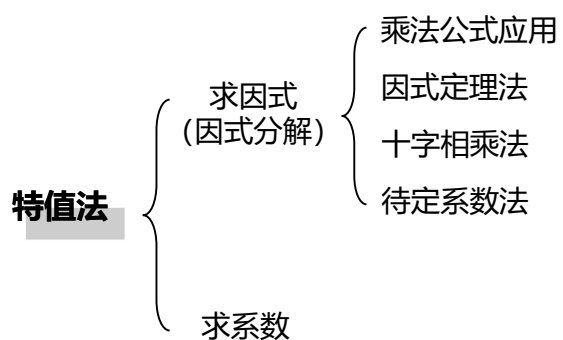 特值法
求因式
（因式分解）
乘法公式应用
因式定理法
十字相乘法
待定系数法
求系数